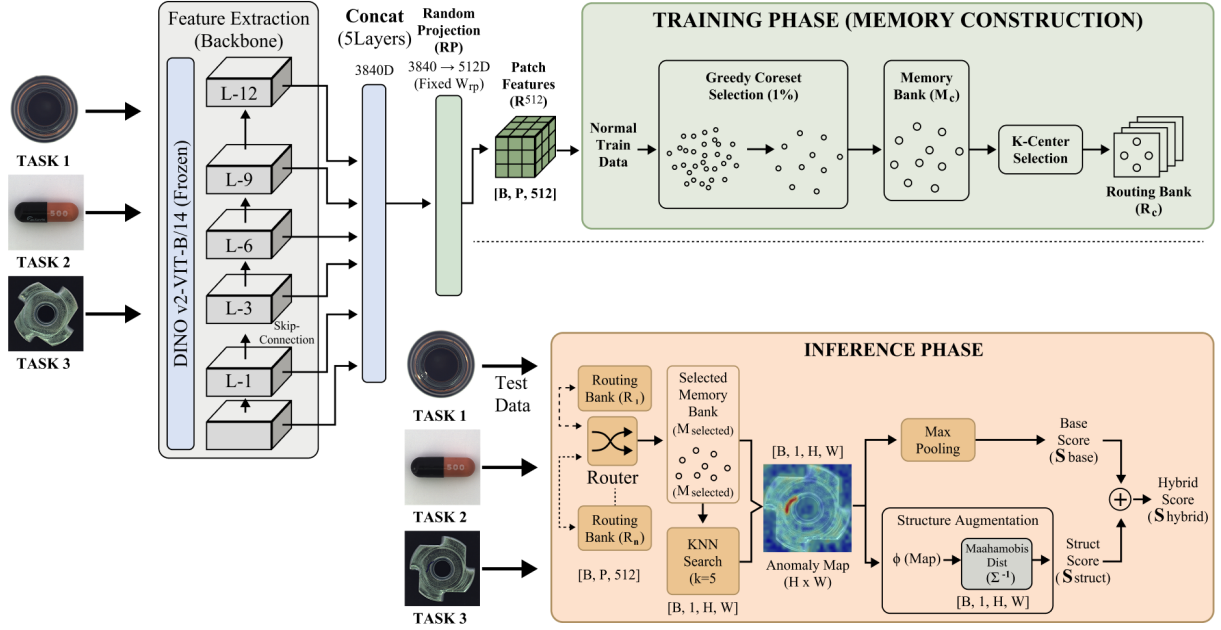 TASK 1
TASK 2
TASK 3
Feature Extraction
(Backbone)
DINO v2-VIT-B/14 (Frozen)
L-12
L-9
L-6
L-3
Skip-
Connection
L-1
Concat
(5Layers)
3840D
Random
Projection
(RP)
3840 → 512D
(Fixed Wrp)
Patch
Features
(R512)
[B, P, 512]
TRAINING PHASE (MEMORY CONSTRUCTION)
Normal
Train
Data
Greedy Coreset
Selection (1%)
Memory
Bank (Mc)
K-Center
Selection
Routing Bank
(Rc)
TASK 1
TASK 2
TASK 3
Test
Data
INFERENCE PHASE
Routing
Bank (R1)
Router
Routing
Bank (Rn)
[B, P, 512]
Selected
Memory
Bank
(Mselected)
(Mselected)
KNN
Search
(k=5
[B, 1, H, W]
[B, 1, H, W]
Anomaly Map
(H x W)
Max
Pooling
Base
Score
(Sbase)
Structure Augmentation
ϕ (Map)
Maahamobis
Dist
(Σ-1)
[B, 1, H, W]
Struct
Score
(Sstruct)
Hybrid
Score
(Shybrid)
500
500